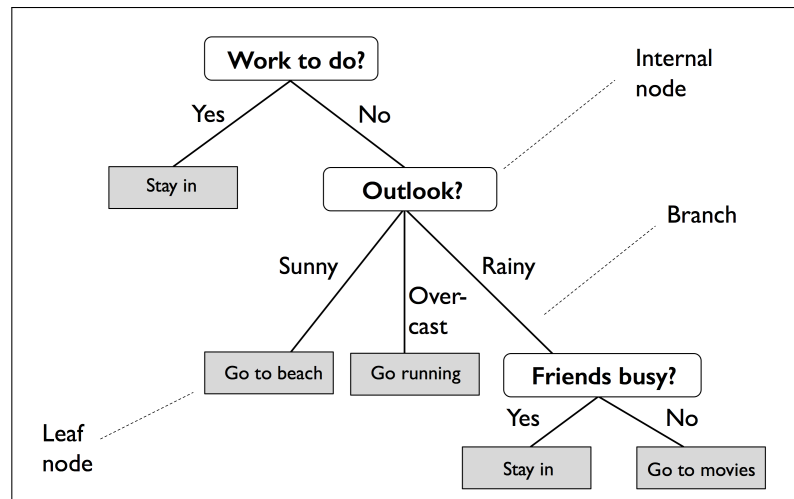 Work to do?
Internal
node
Yes
No
Stay in
Outlook?
Branch
Sunny
Rainy
Over-
cast
Go to beach
Go running
Friends busy?
Yes
No
Leaf
node
Stay in
Go to movies